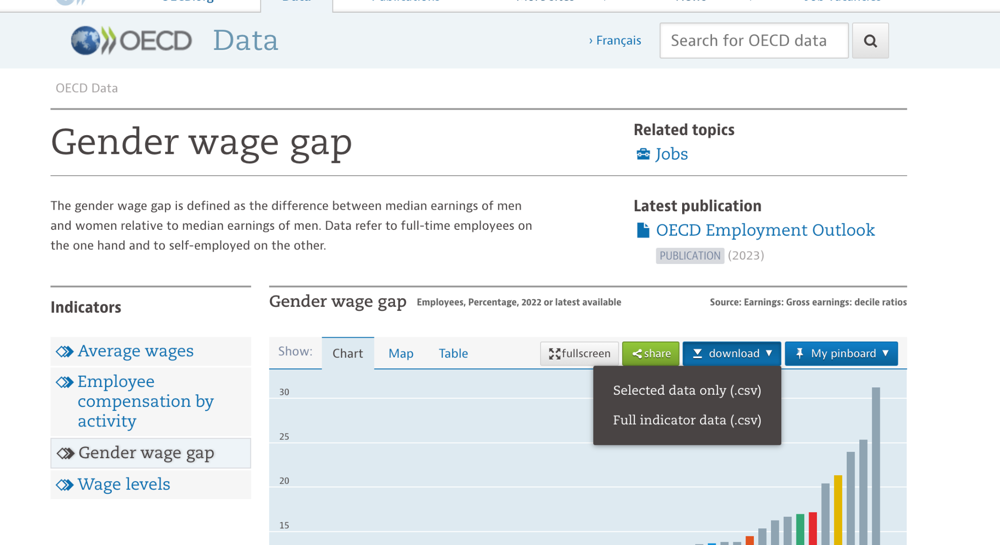 OECD Data
› Français
Search for OECD data
OECD Data
Gender wage gap
Related topics
Jobs
The gender wage gap is defined as the difference between median earnings of men
and women relative to median earnings of men. Data refer to full-time employees on
the one hand and to self-employed on the other.
Latest publication
OECD Employment Outlook
PUBLICATION (2023)
Indicators
Average wages
Employee
compensation by
activity
Gender wage gap
Wage levels
Gender wage gap Employees, Percentage, 2022 or latest available Source: Earnings: Gross earnings: decile ratios
Show: Chart Map Table fullscreen share download ▼ My pinboard ▼
Selected data only (.csv)
Full indicator data (.csv)
30
25
20
15